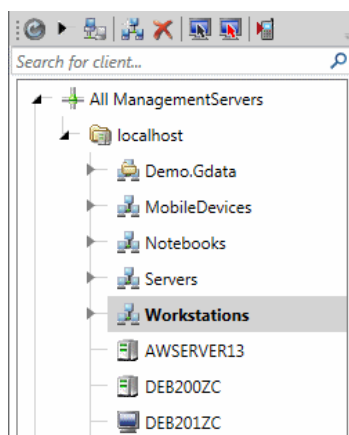 Search for client...
All ManagementServers
localhost
Demo.Gdata
MobileDevices
Notebooks
Servers
Workstations
AWSERVER13
DEB200ZC
DEB201ZC